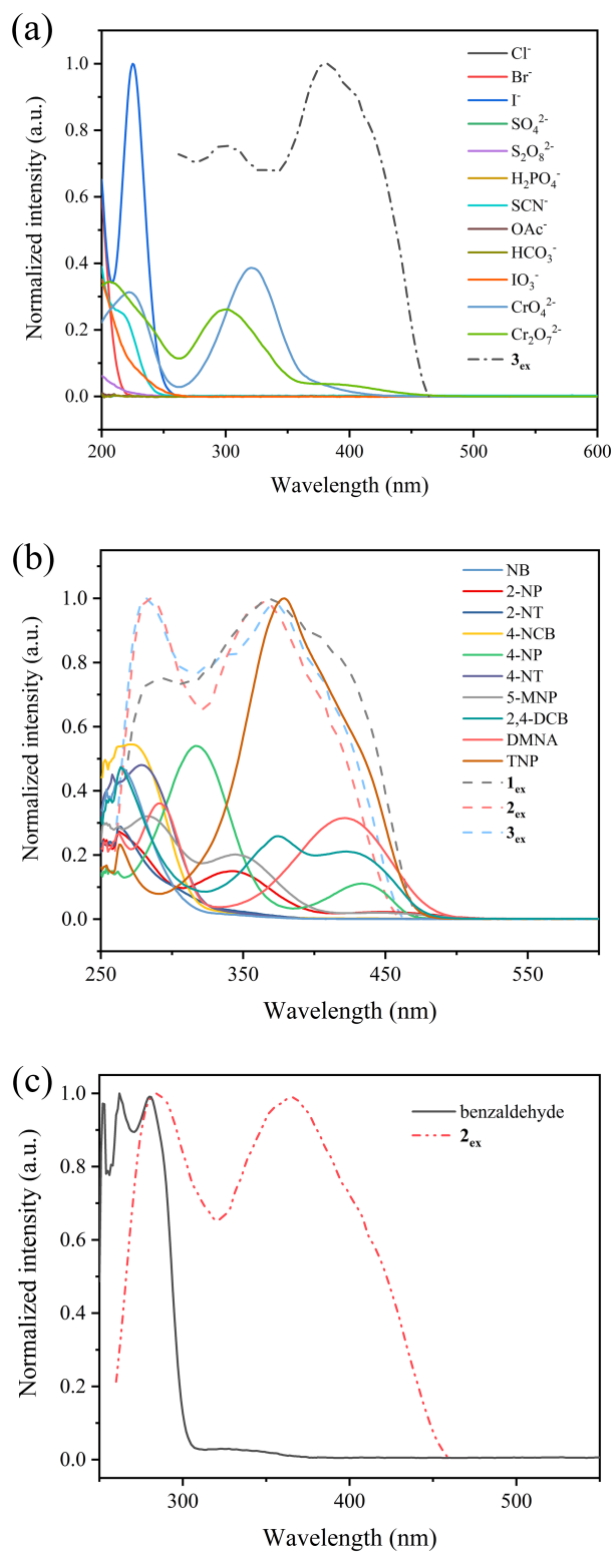 (a)
Normalized intensity (a.u.)
1.0
0.8
0.6
0.4
0.2
0.0
200
300
400
500
600
Wavelength (nm)
Cl⁻
Br⁻
I⁻
SO₄²⁻
S₂O₈²⁻
H₂PO₄⁻
SCN⁻
OAc⁻
HCO₃⁻
IO₃⁻
CrO₄²⁻
Cr₂O₇²⁻
3ₑₓ
(b)
Normalized intensity (a.u.)
1.0
0.8
0.6
0.4
0.2
0.0
250
350
450
550
Wavelength (nm)
NB
2-NP
2-NT
4-NCB
4-NP
4-NT
5-MNP
2,4-DCB
DMNA
TNP
1ₑₓ
2ₑₓ
3ₑₓ
(c)
Normalized intensity (a.u.)
1.0
0.8
0.6
0.4
0.2
0.0
300
400
500
Wavelength (nm)
benzaldehyde
2ₑₓ